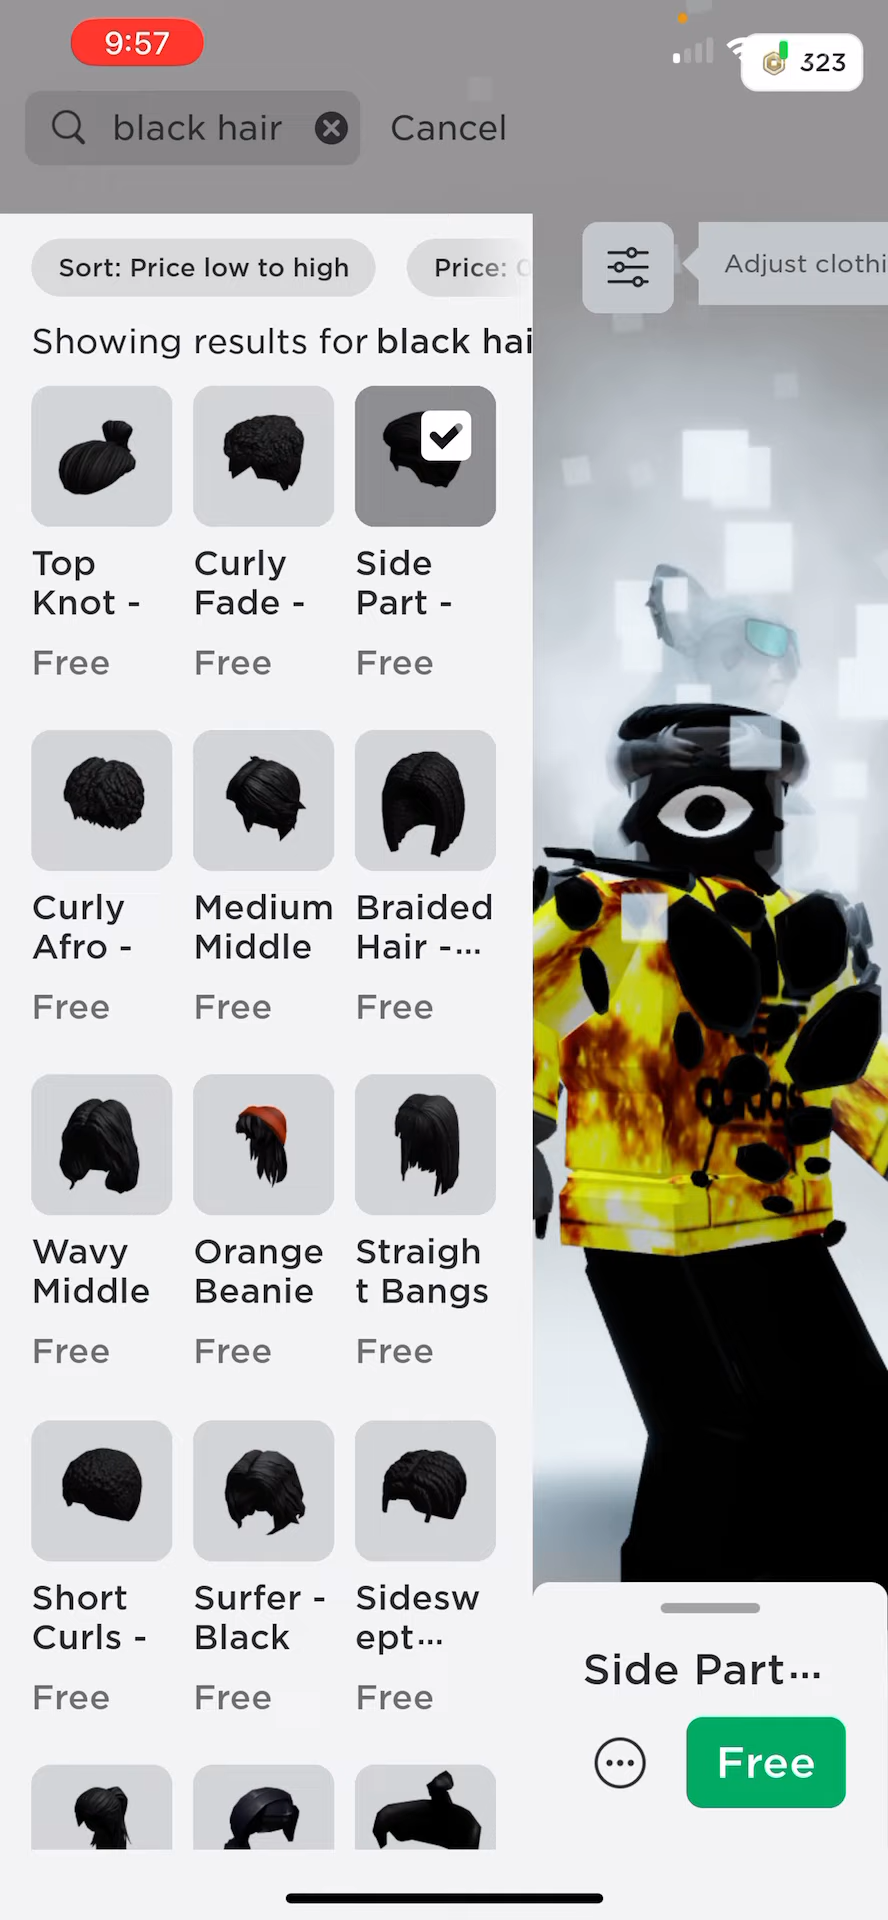 9:57
323
black hair
Cancel
Sort: Price low to high
Price:
Adjust clothi
Showing results for black hai
Top
Knot -
Free
Curly
Fade -
Free
Side
Part -
Free
Curly
Afro -
Free
Medium
Middle
Free
Braided
Hair -...
Free
Wavy
Middle
Free
Orange
Beanie
Free
Straigh
t Bangs
Free
Short
Curls -
Free
Surfer -
Black
Free
Sidesw
ept...
Free
adidas
Side Part...
Free